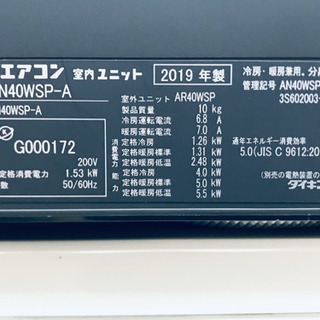 エアコン 室内ユニット 2019 年製 冷房・暖房兼用。分
N40WSP-A 管理記号 AN40WSP
40WSP-A 室外ユニット AR40WSP 3S602003-
製品質量 10 kg
冷房運転電流 6.8 A
暖房運転電流 7.0 A
G000172 定格冷房 1.26 kW 通年エネルギー消費効率
200V 定格暖房標準 1.31 kW 5.0(JIS C 9612:20
定格消費電力 1.53 kW 定格暖房低温 2.48 kW
50/60Hz 定格冷房 4.0 kW
定格暖房標準 5.0 kW (別売の電熱装置の
定格暖房低温 5.5 kW ダイキ